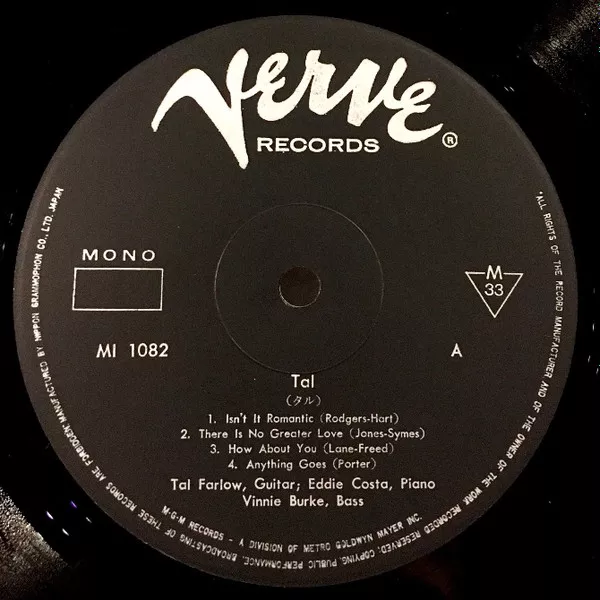 Verve
RECORDS ®
MONO
MI 1082
M
33
A
Tal
(タル)
1. Isn't It Romantic (Rodgers-Hart)
2. There Is No Greater Love (Janes-Symes)
3. How About You (Lane-Freed)
4. Anything Goes (Porter)
Tal Farlow, Guitar; Eddie Costa, Piano
Vinnie Burke, Bass
M-G-M RECORDS - A DIVISION OF METRO GOLDWYN MAYER INC.
"ALL RIGHTS OF THE RECORD MANUFACTURER AND OF THE OWNER OF THE WORK RECORDED RESERVED. COPYING, PUBLIC PERFORMANCE, BROADCASTING OF THESE RECORDS ARE FORBIDDEN" MANUFACTURED BY NIPPON GRAMMOPHON CO., LTD. JAPAN